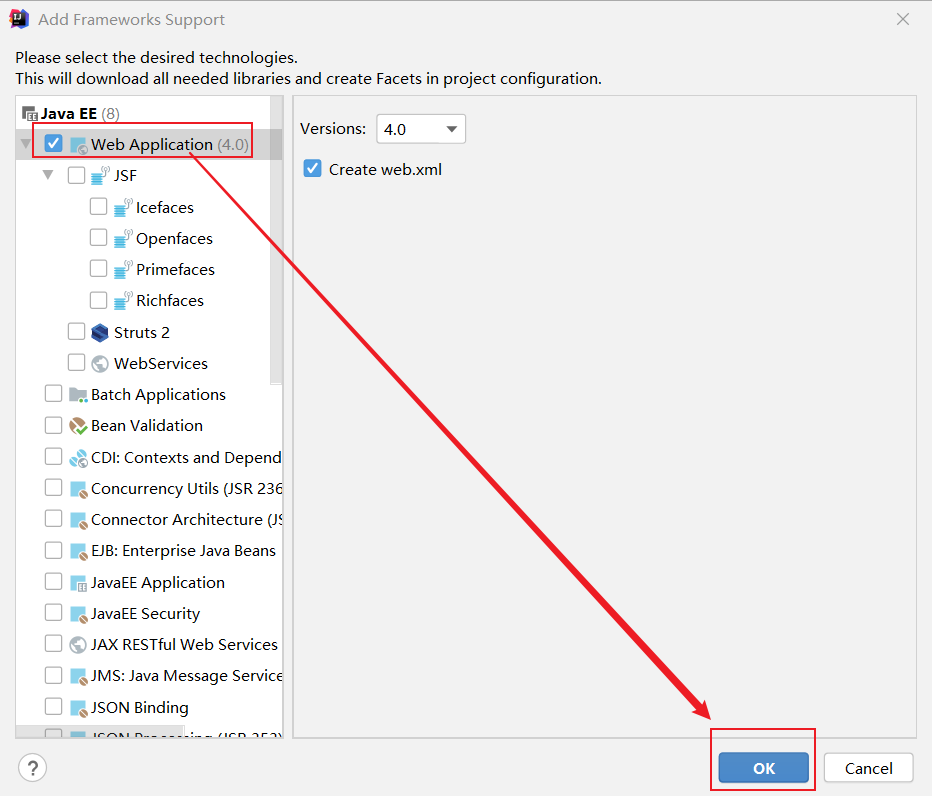 Add Frameworks Support
Please select the desired technologies.
This will download all needed libraries and create Facets in project configuration.
Java EE (8)
Web Application (4.0)
JSF
Icefaces
Openfaces
Primefaces
Richfaces
Struts 2
WebServices
Batch Applications
Bean Validation
CDI: Contexts and Depend
Concurrency Utils (JSR 236
Connector Architecture (JS
EJB: Enterprise Java Beans
JavaEE Application
JavaEE Security
JAX RESTful Web Services
JMS: Java Message Service
JSON Binding
JSON Processing (JSR 353)
Versions: 4.0
Create web.xml
?
OK
Cancel